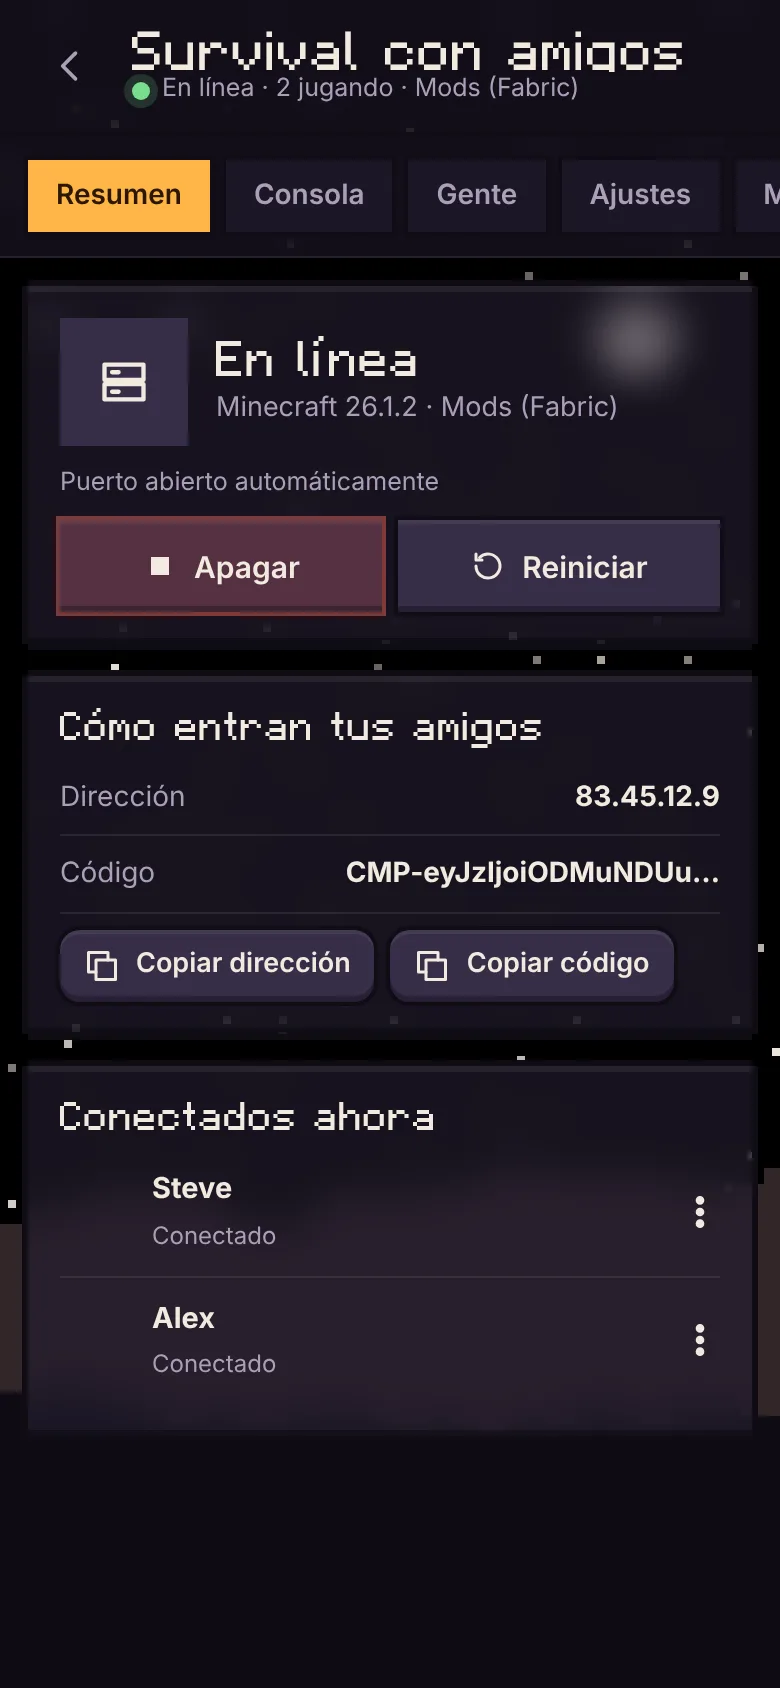 Survival con amigos
En línea · 2 jugando · Mods (Fabric)
Resumen Consola Gente Ajustes M
En línea
Minecraft 26.1.2 · Mods (Fabric)
Puerto abierto automáticamente
Apagar Reiniciar
Cómo entran tus amigos
Dirección 83.45.12.9
Código CMP-eyJzIjoiODMuNDUu...
Copiar dirección Copiar código
Conectados ahora
Steve
Conectado
Alex
Conectado